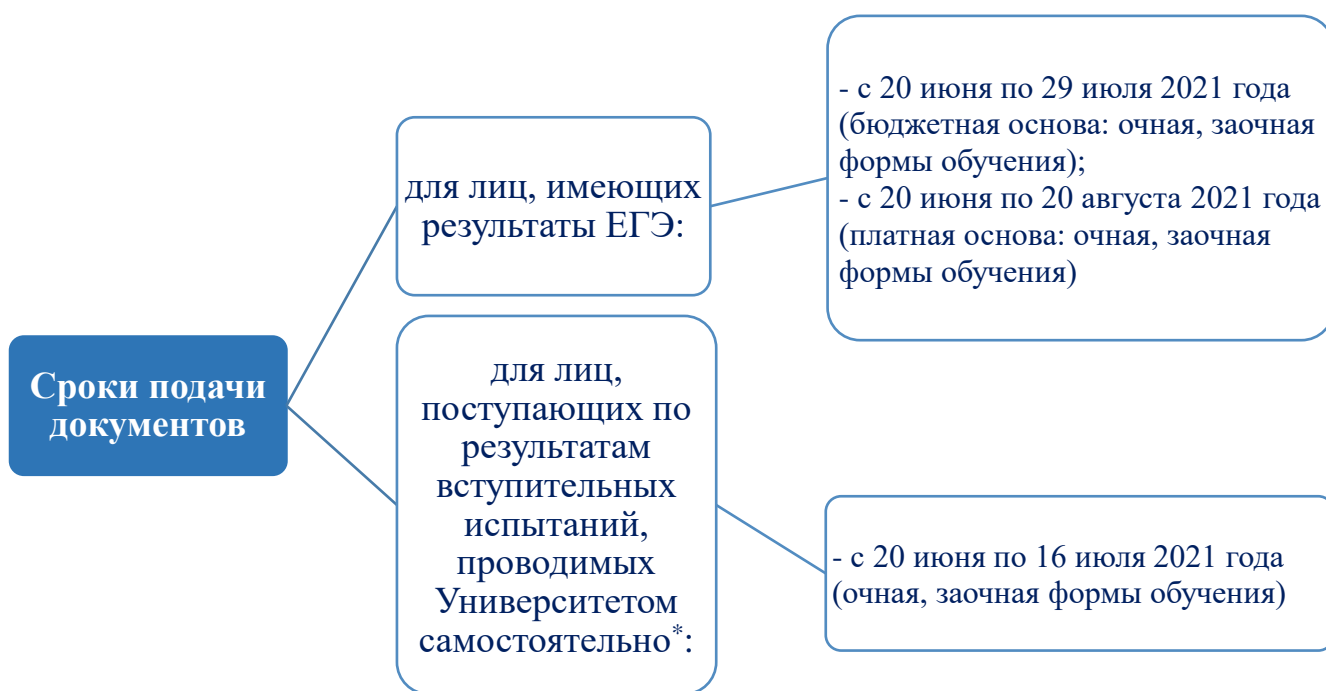 Сроки подачи
документов
для лиц, имеющих
результаты ЕГЭ:
- с 20 июня по 29 июля 2021 года
(бюджетная основа: очная, заочная
формы обучения);
- с 20 июня по 20 августа 2021 года
(платная основа: очная, заочная
формы обучения)
для лиц,
поступающих по
результатам
вступительных
испытаний,
проводимых
Университетом
самостоятельно*:
- с 20 июня по 16 июля 2021 года
(очная, заочная формы обучения)